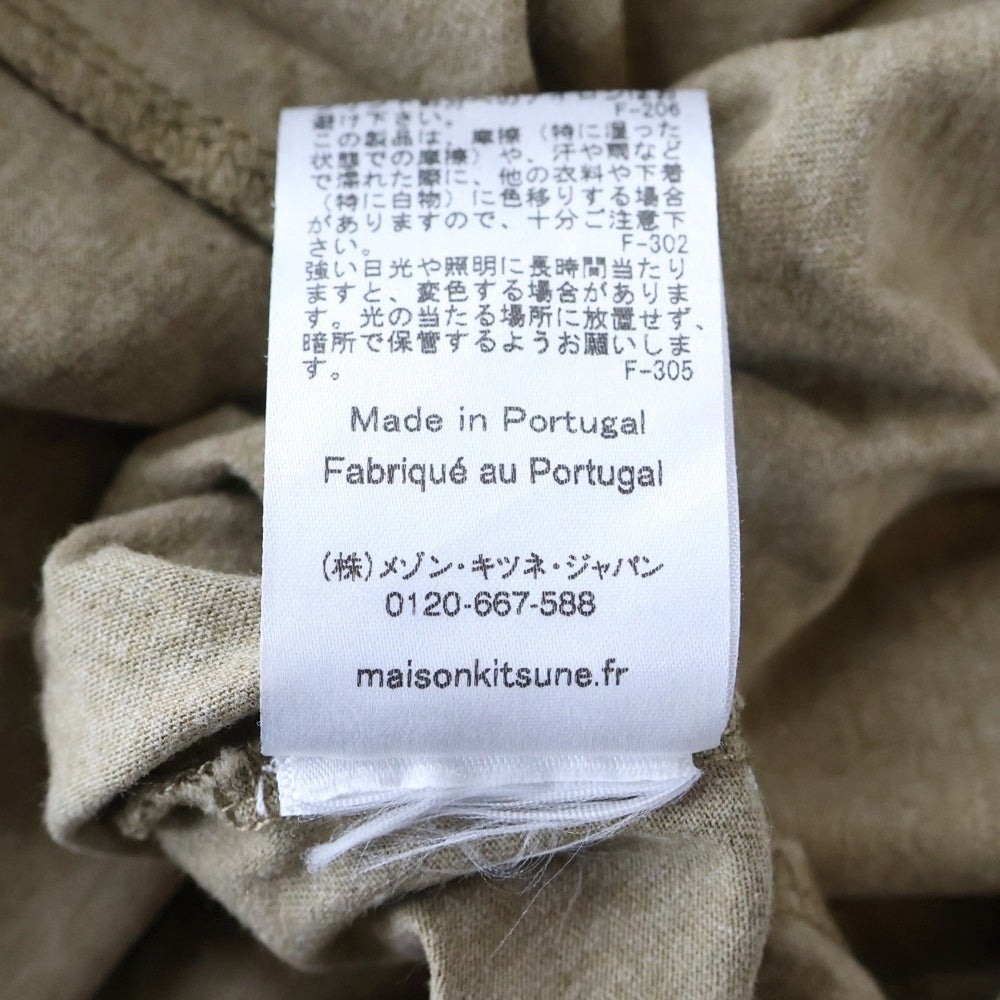 避け下さい。 F-206
この製品は、摩擦（特に湿った
状態での摩擦）や、汗や雨など
で濡れた際に、他の衣料や下着
（特に白物）に色移りする場合
がありますので、十分ご注意下
さい。 F-302
強い日光や照明に長時間当たり
ますと、変色する場合がありま
す。光の当たる場所に放置せず、
暗所で保管するようお願いしま
す。 F-305
Made in Portugal
Fabriqué au Portugal
(株)メゾン・キツネ・ジャパン
0120-667-588
maisonkitsune.fr